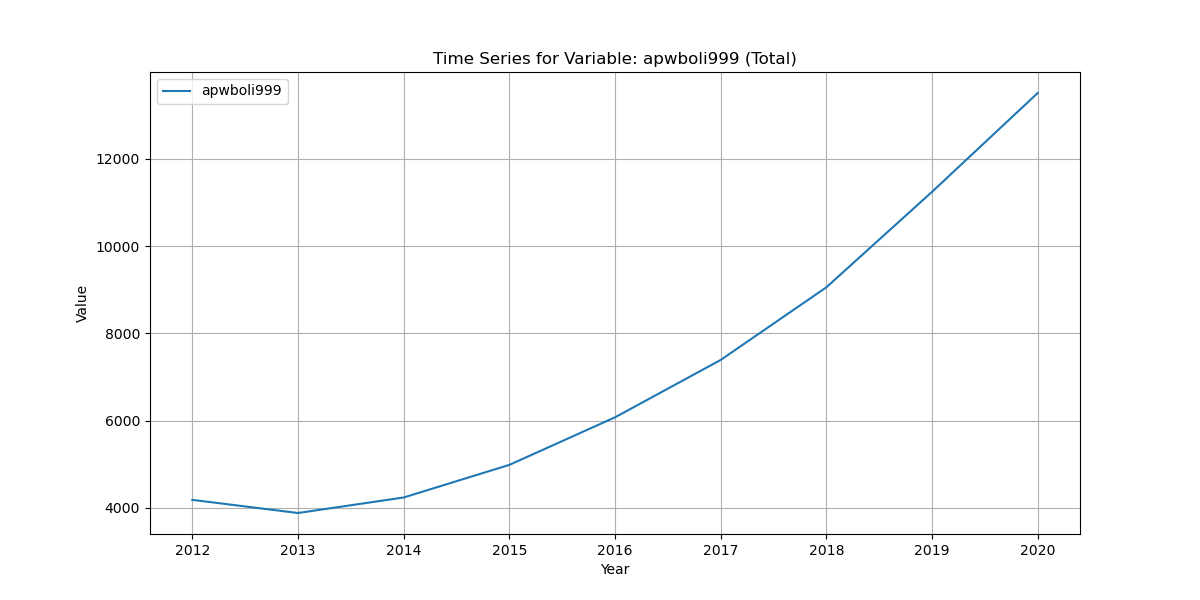 Time Series for Variable: apwboli999 (Total)
apwboli999
12000
10000
8000
6000
4000
Value
2012 2013 2014 2015 2016 2017 2018 2019 2020
Year